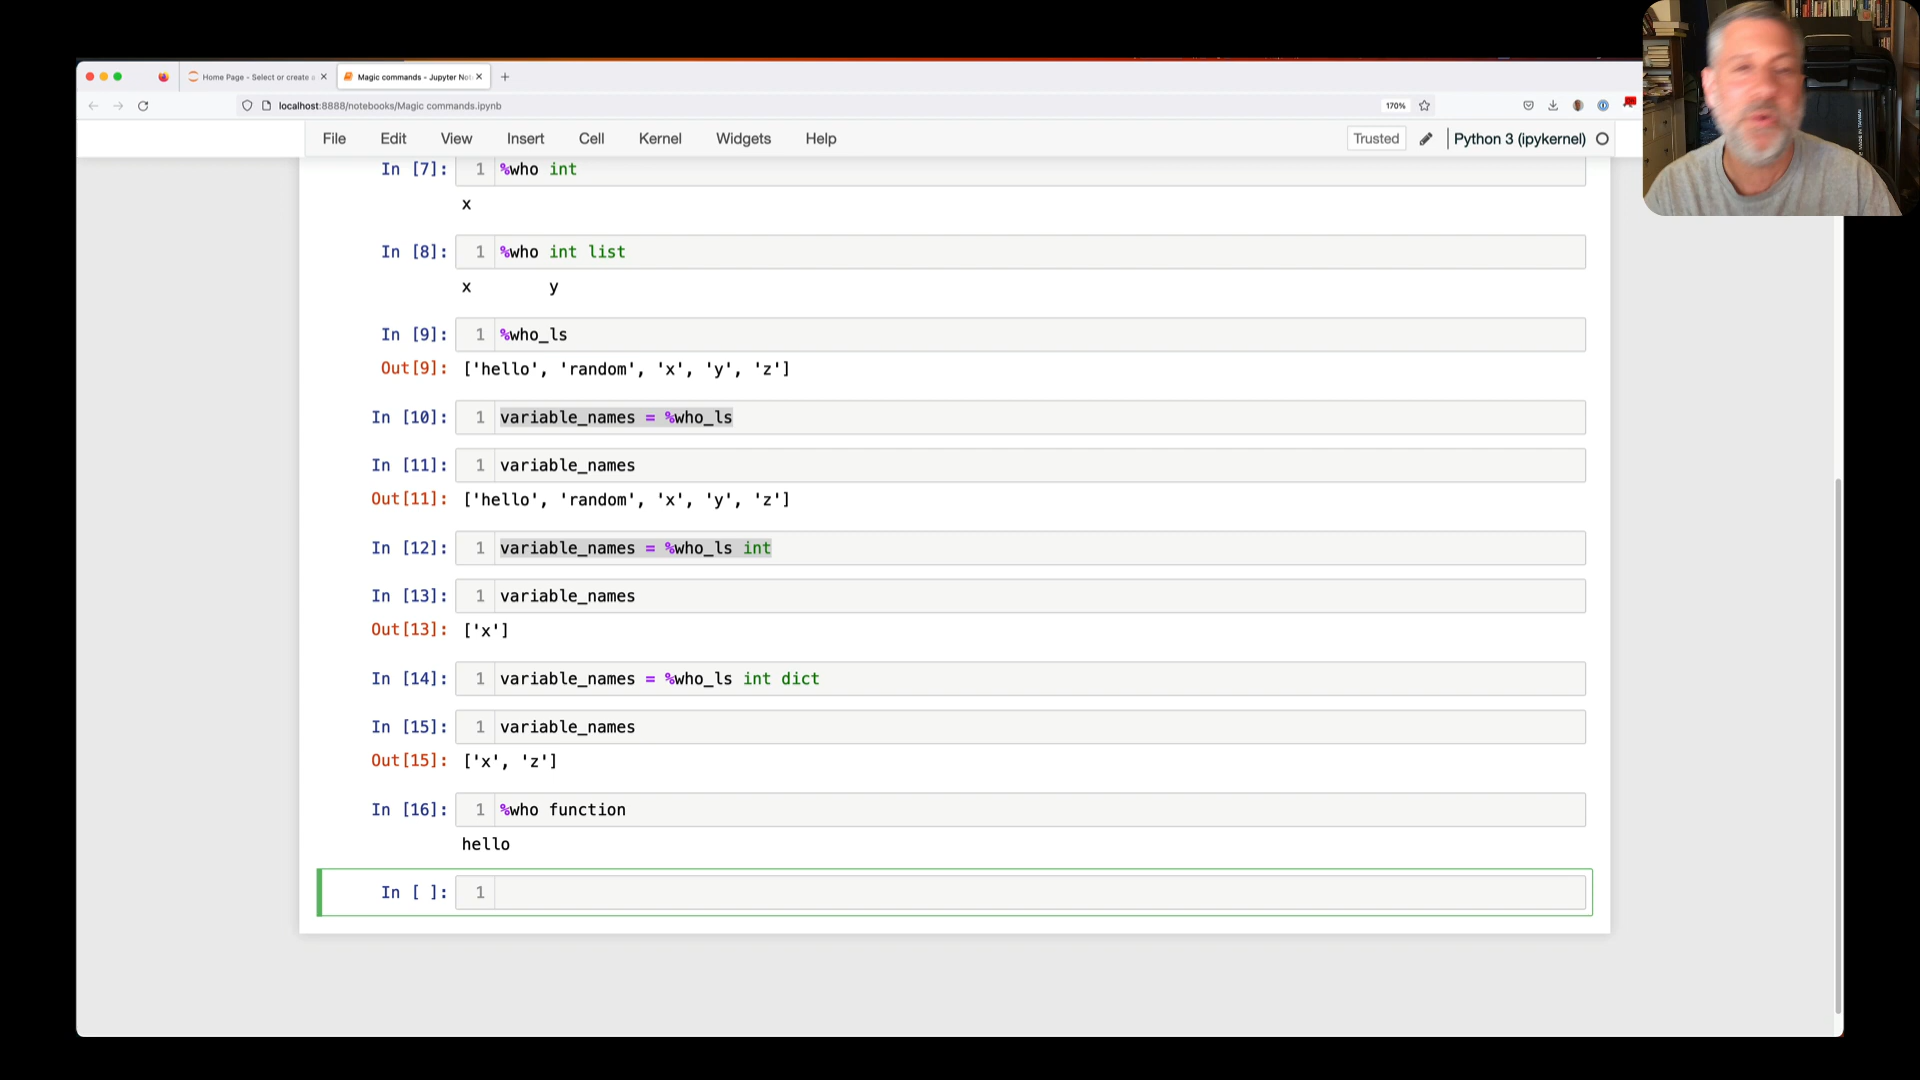 Home Page - Select or create a
Magic commands - Jupyter Not
localhost:8888/notebooks/Magic commands.ipynb
170%
File Edit View Insert Cell Kernel Widgets Help
Trusted
Python 3 (ipykernel)
In [7]: 1 %who int
x
In [8]: 1 %who int list
x y
In [9]: 1 %who_ls
Out[9]: ['hello', 'random', 'x', 'y', 'z']
In [10]: 1 variable_names = %who_ls
In [11]: 1 variable_names
Out[11]: ['hello', 'random', 'x', 'y', 'z']
In [12]: 1 variable_names = %who_ls int
In [13]: 1 variable_names
Out[13]: ['x']
In [14]: 1 variable_names = %who_ls int dict
In [15]: 1 variable_names
Out[15]: ['x', 'z']
In [16]: 1 %who function
hello
In [ ]: 1